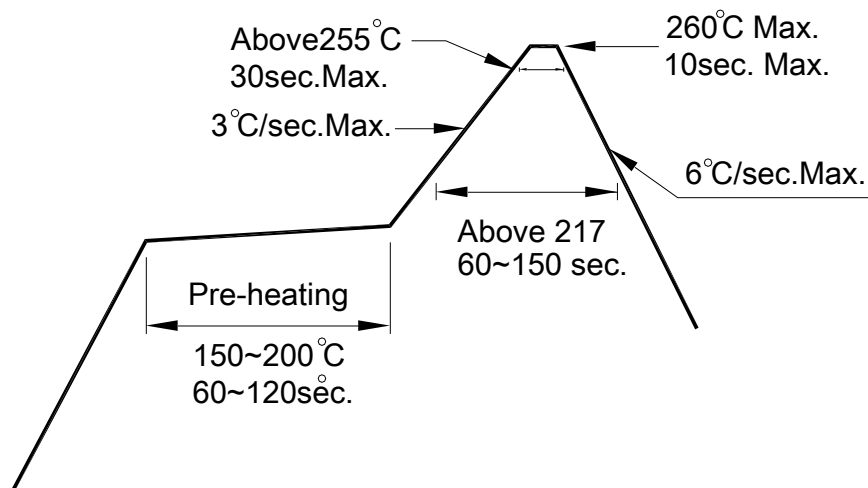 Above255°C
30sec.Max.
260°C Max.
10sec. Max.
3°C/sec.Max.
6°C/sec.Max.
Above 217
60~150 sec.
Pre-heating
150~200°C
60~120sec.